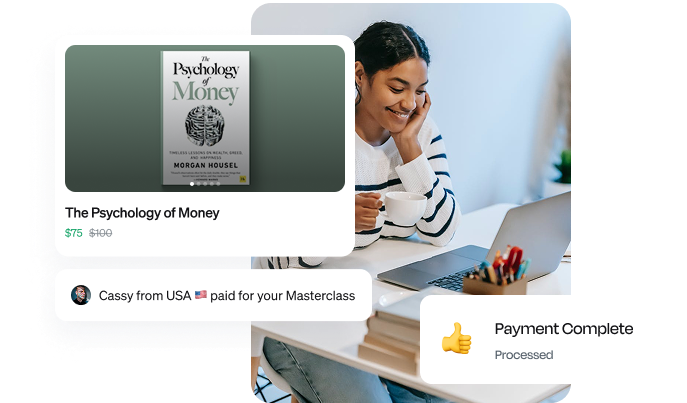 The
Psychology
of
Money
TIMELESS LESSONS ON WEALTH, GREED,
AND HAPPINESS
MORGAN HOUSEL
The Psychology of Money
$75 $100
Cassy from USA 🇺🇸 paid for your Masterclass
Payment Complete
Processed